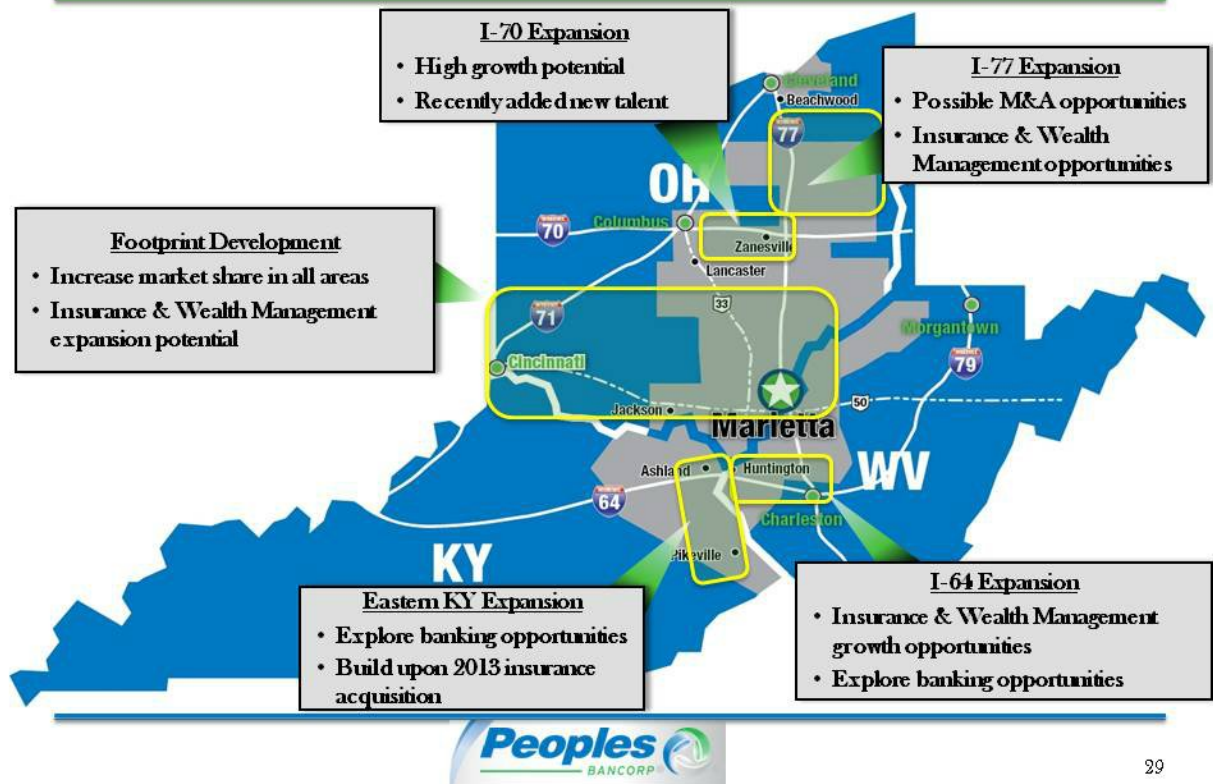 I-70 Expansion
• High growth potential
• Recently added new talent
I-77 Expansion
• Possible M&A opportunities
• Insurance & Wealth
Management opportunities
Footprint Development
• Increase market share in all areas
• Insurance & Wealth Management
expansion potential
Cleveland
Beachwood
77
OH
Columbus
70
Zanesville
Lancaster
33
71
Morgantown
Cincinnati
79
Jackson
50
Marietta
Ashland
Huntington
WV
64
Charleston
Pikeville
KY
Eastern KY Expansion
• Explore banking opportunities
• Build upon 2013 insurance
acquisition
I-64 Expansion
• Insurance & Wealth Management
growth opportunities
• Explore banking opportunities
Peoples
BANCORP
29